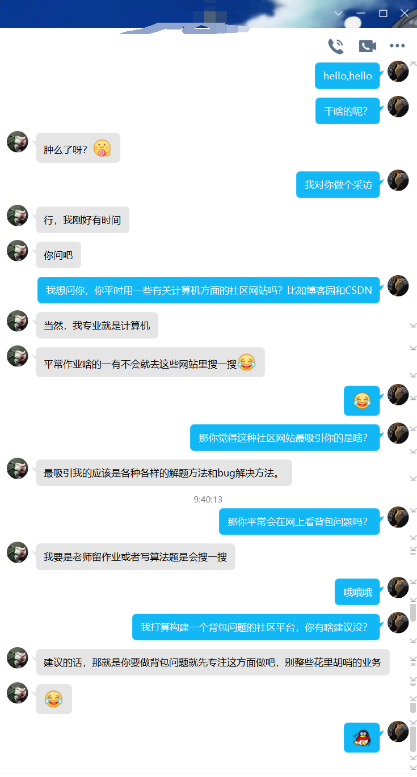 hello,hello
干啥的呢?
肿么了呀?
我对你做个采访
行，我刚好有时间
你问吧
我想问你，你平时用一些有关计算机方面的社区网站吗？比如博客园和CSDN
当然，我专业就是计算机
平常作业啥的一有不会就去这些网站里搜一搜
那你觉得这种社区网站最吸引你的是啥?
最吸引我的应该是各种各样的解题方法和bug解决方法。
9:40:13
那你平常会在网上看背包问题吗?
我要是老师留作业或者写算法题是会搜一搜
哦哦哦
我打算构建一个背包问题的社区平台，你有啥建议没?
建议的话，那就是你要做背包问题就先专注这方面做吧，别整些花里胡哨的业务